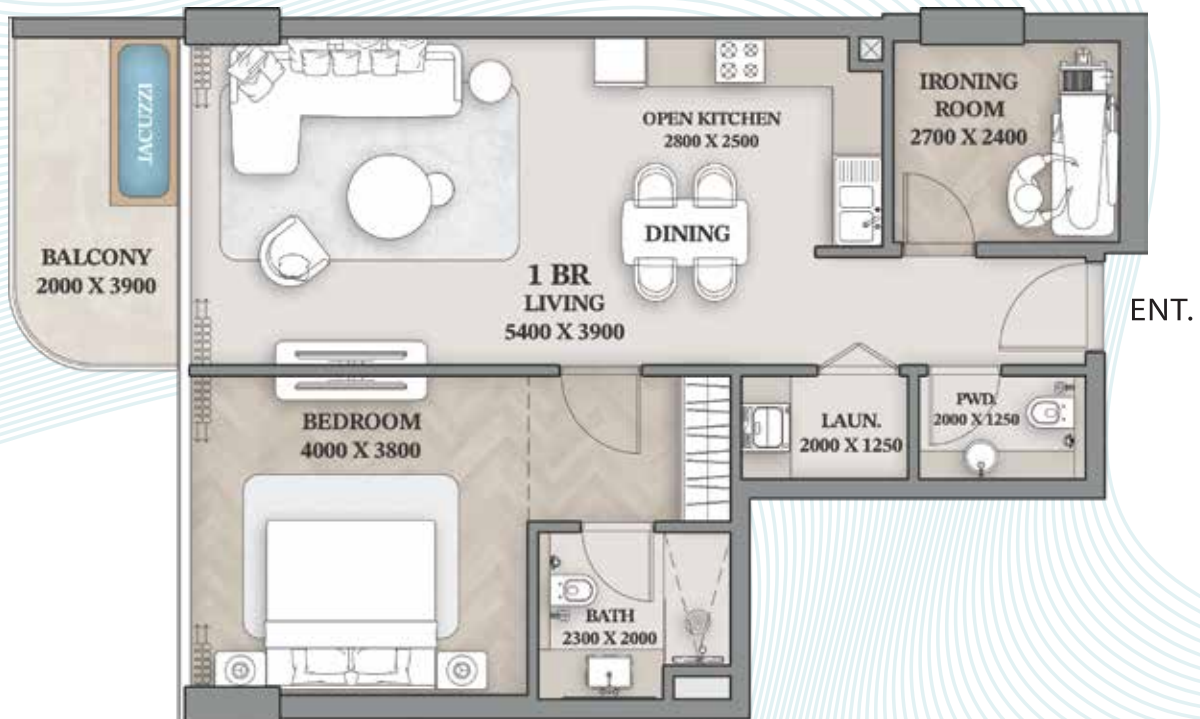 JACUZZI
BALCONY
2000 X 3900
OPEN KITCHEN
2800 X 2500
IRONING
ROOM
2700 X 2400
DINING
1 BR
LIVING
5400 X 3900
ENT.
BEDROOM
4000 X 3800
LAUN.
2000 X 1250
PWD.
2000 X 1250
BATH
2300 X 2000